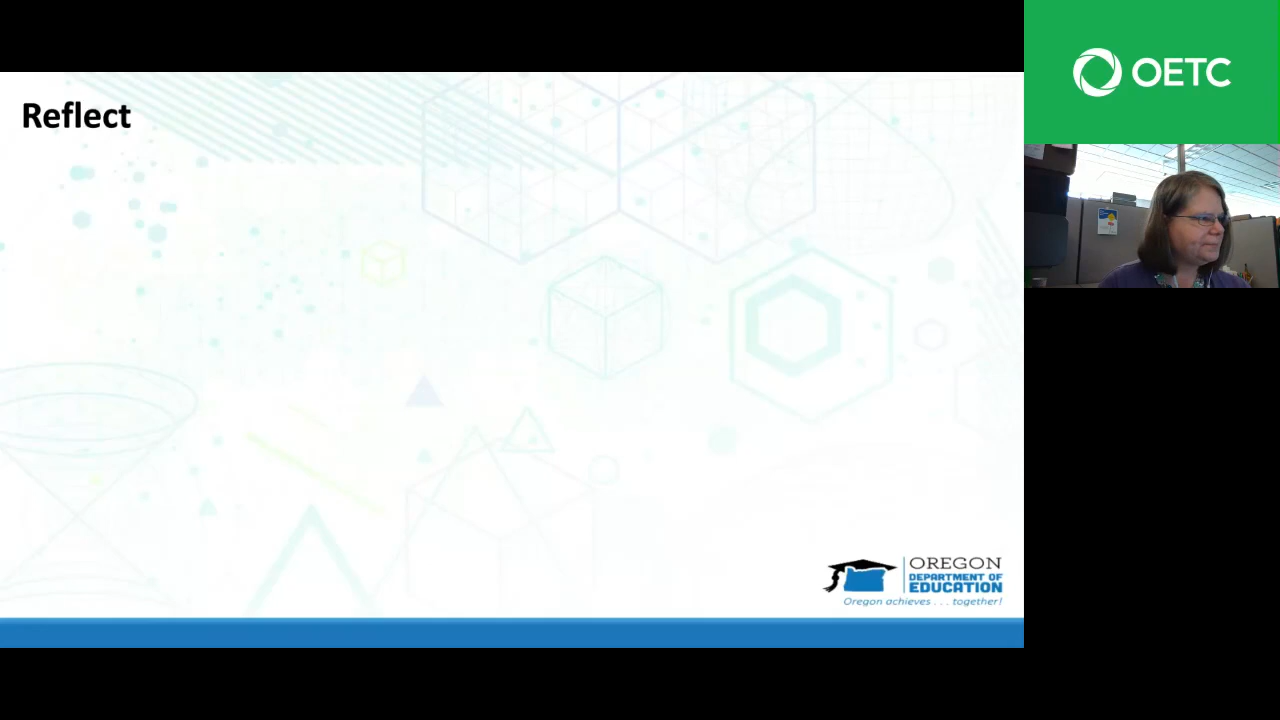 Reflect
OETC
OREGON
DEPARTMENT OF
EDUCATION
Oregon achieves . . . together!